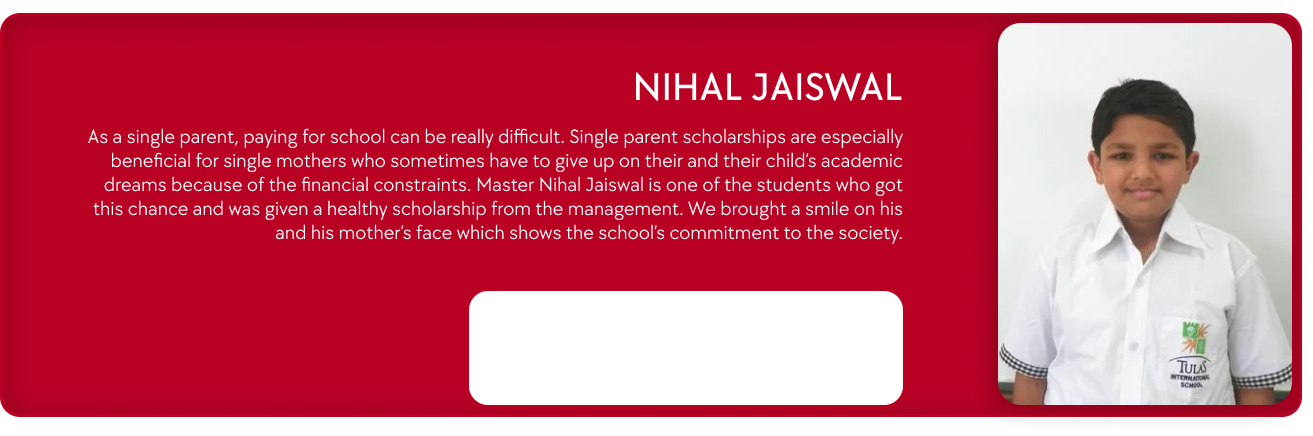 NIHAL JAISWAL
As a single parent, paying for school can be really difficult. Single parent scholarships are especially
beneficial for single mothers who sometimes have to give up on their and their child's academic
dreams because of the financial constraints. Master Nihal Jaiswal is one of the students who got
this chance and was given a healthy scholarship from the management. We brought a smile on his
and his mother's face which shows the school's commitment to the society.
TULA'S
INTERNATIONAL
SCHOOL